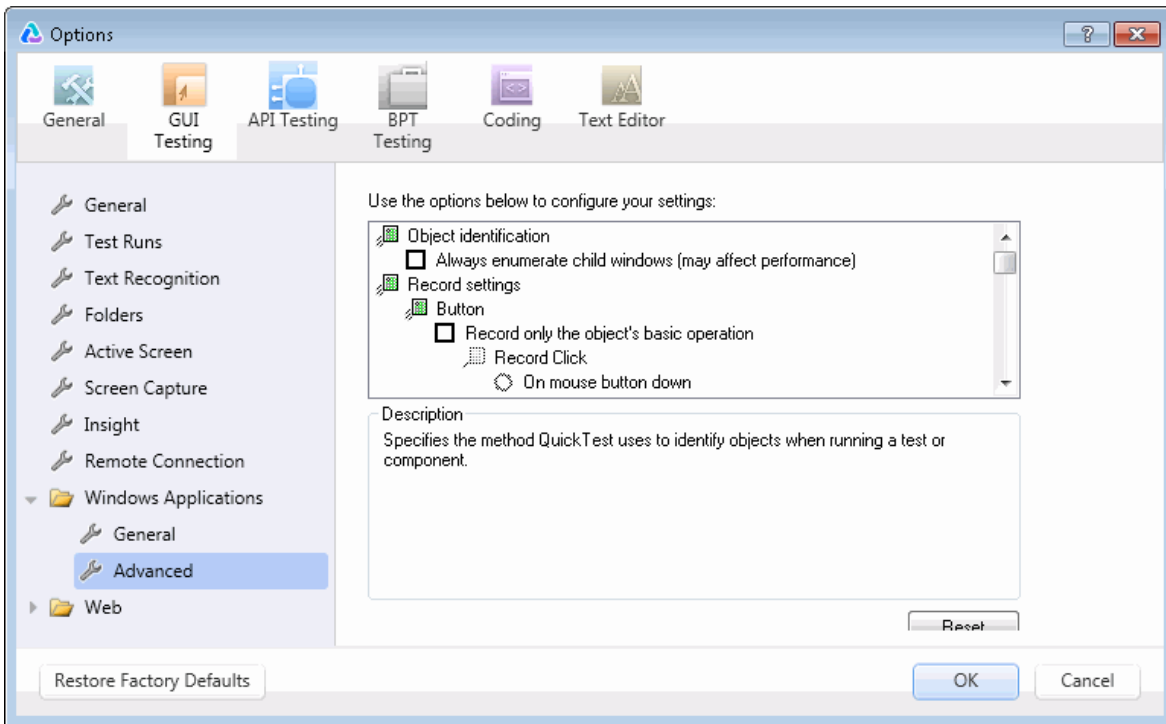 Options
General
GUI
Testing
API Testing
BPT
Testing
Coding
Text Editor
General
Test Runs
Text Recognition
Folders
Active Screen
Screen Capture
Insight
Remote Connection
Windows Applications
General
Advanced
Web
Use the options below to configure your settings:
Object identification
Always enumerate child windows (may affect performance)
Record settings
Button
Record only the object's basic operation
Record Click
On mouse button down
Description
Specifies the method QuickTest uses to identify objects when running a test or
component.
Reset
Restore Factory Defaults
OK
Cancel